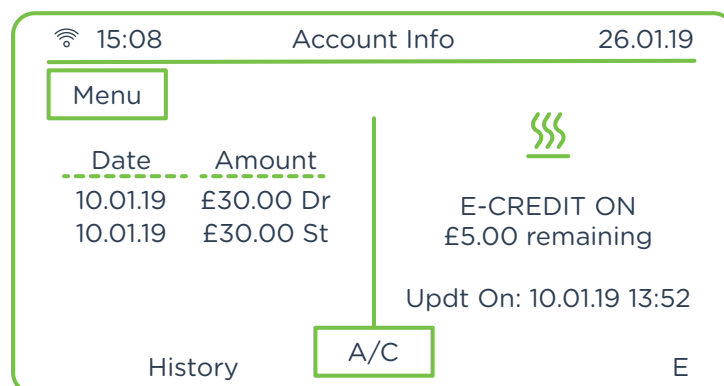 15:08 Account Info 26.01.19
Menu
Date Amount
10.01.19 £30.00 Dr
10.01.19 £30.00 St
E-CREDIT ON
£5.00 remaining
Updt On: 10.01.19 13:52
History A/C E